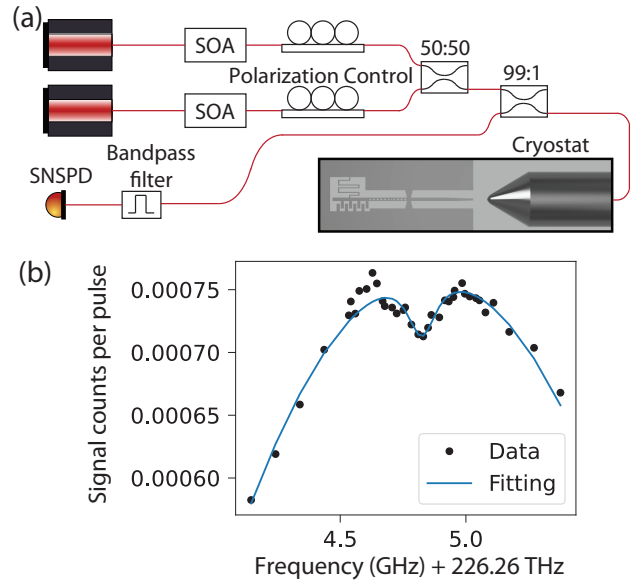 (a)
SOA
50:50
Polarization Control
99:1
SOA
Bandpass
filter
SNSPD
Cryostat
(b)
Signal counts per pulse
0.00075
0.00070
0.00065
0.00060
Data
Fitting
4.5
5.0
Frequency (GHz) + 226.26 THz